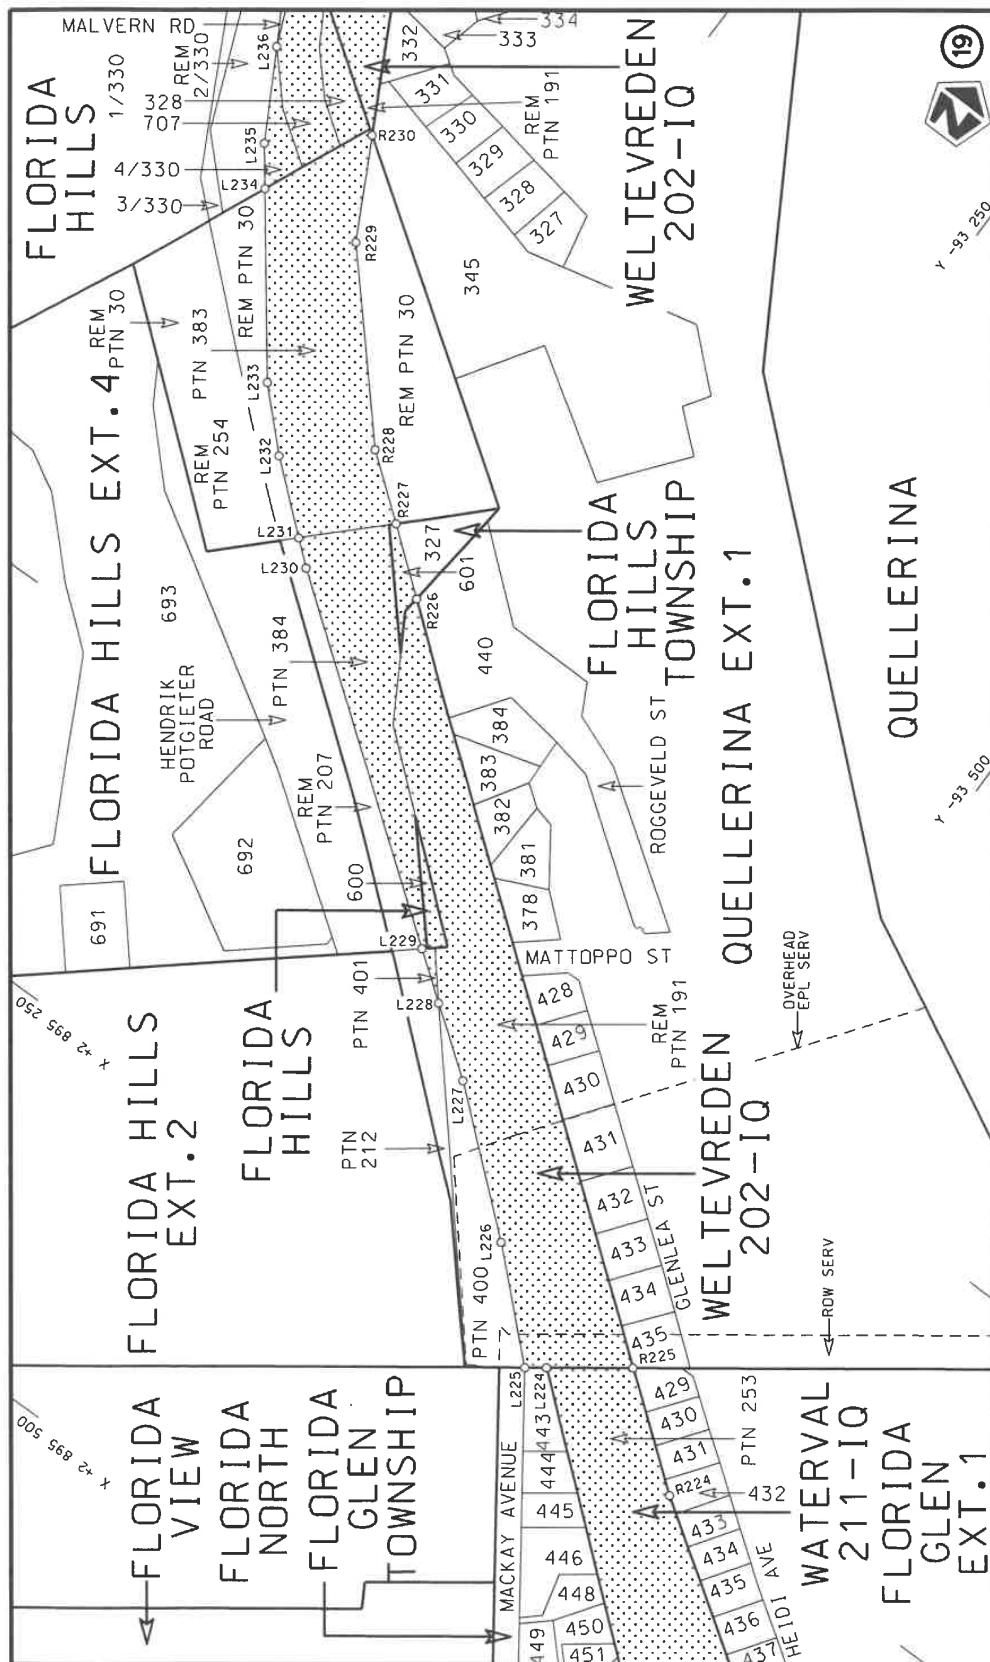 MALVERN RD
REM
2/330
1/330
328
707
4/330
3/330
FLORIDA
HILLS
L236
L235
L234
R230
R229
332
333
334
331
330
329
328
327
REM
PTN 191
WELTEVREDEN
202-IQ
19
Y -93 250
345
REM PTN 30
REM PTN 30
REM
PTN 30
PTN 383
REM
PTN 254
L233
L232
L231
L230
R228
R227
R226
327
601
FLORIDA
HILLS
TOWNSHIP
FLORIDA HILLS EXT.4
693
HENDRIK
POTGIETER
ROAD
PTN 384
REM
PTN 207
692
691
600
440
384
383
382
381
378
ROGGEVELD ST
QUELLERINA EXT.1
QUELLERINA
Y -93 500
L229
L228
L227
L226
PTN 401
MATTOPPO ST
428
429
430
431
432
433
434
435
REM
PTN 191
OVERHEAD
EPL SERV
X +2 895 250
FLORIDA HILLS
EXT.2
FLORIDA
HILLS
PTN
212
PTN 400
GLENLEA ST
WELTEVREDEN
202-IQ
ROW SERV
L225
L224
R225
R224
X +2 895 500
FLORIDA
VIEW
FLORIDA
NORTH
FLORIDA
GLEN
TOWNSHIP
MACKAY AVENUE
443
444
445
446
448
449
450
451
429
430
431
432
433
434
435
436
437
PTN 253
HEIDI AVE
WATERVAL
211-IQ
FLORIDA
GLEN
EXT.1